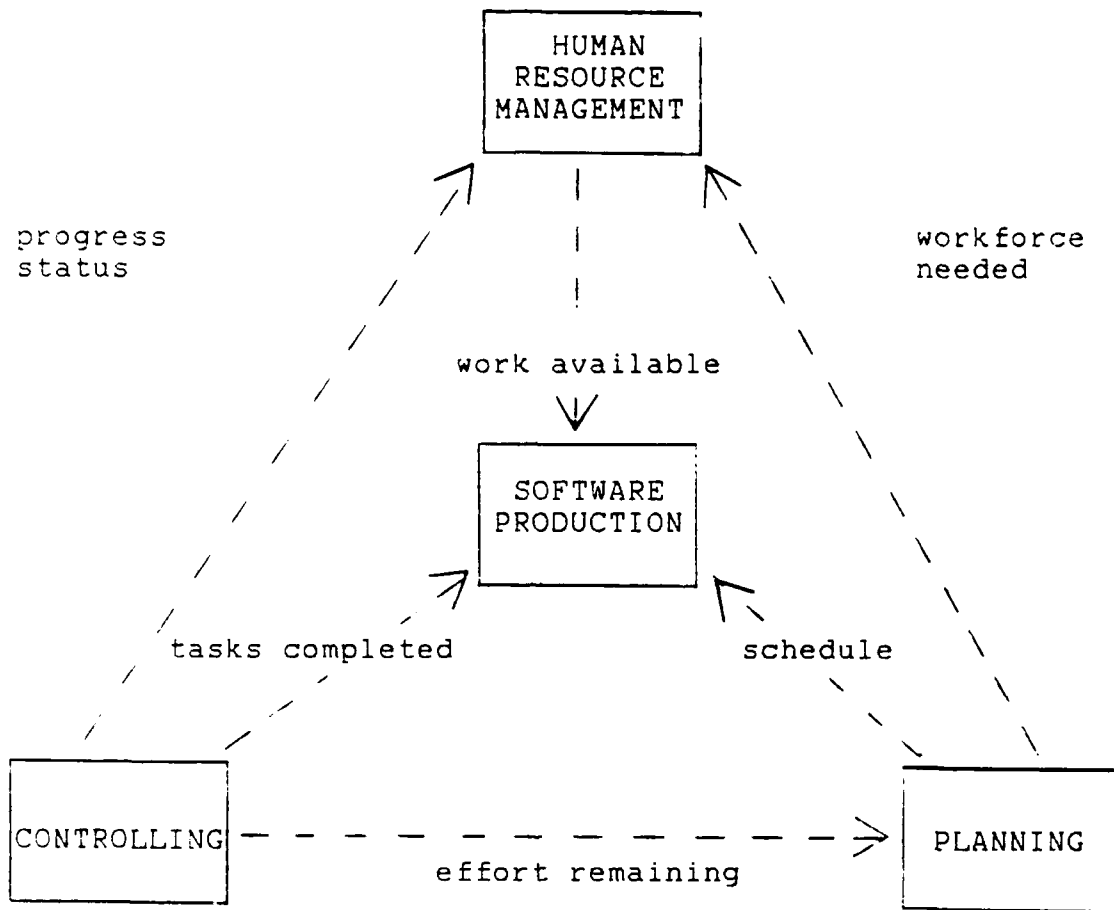 HUMAN
RESOURCE
MANAGEMENT
progress
status
workforce
needed
work available
SOFTWARE
PRODUCTION
tasks completed
schedule
CONTROLLING
PLANNING
effort remaining